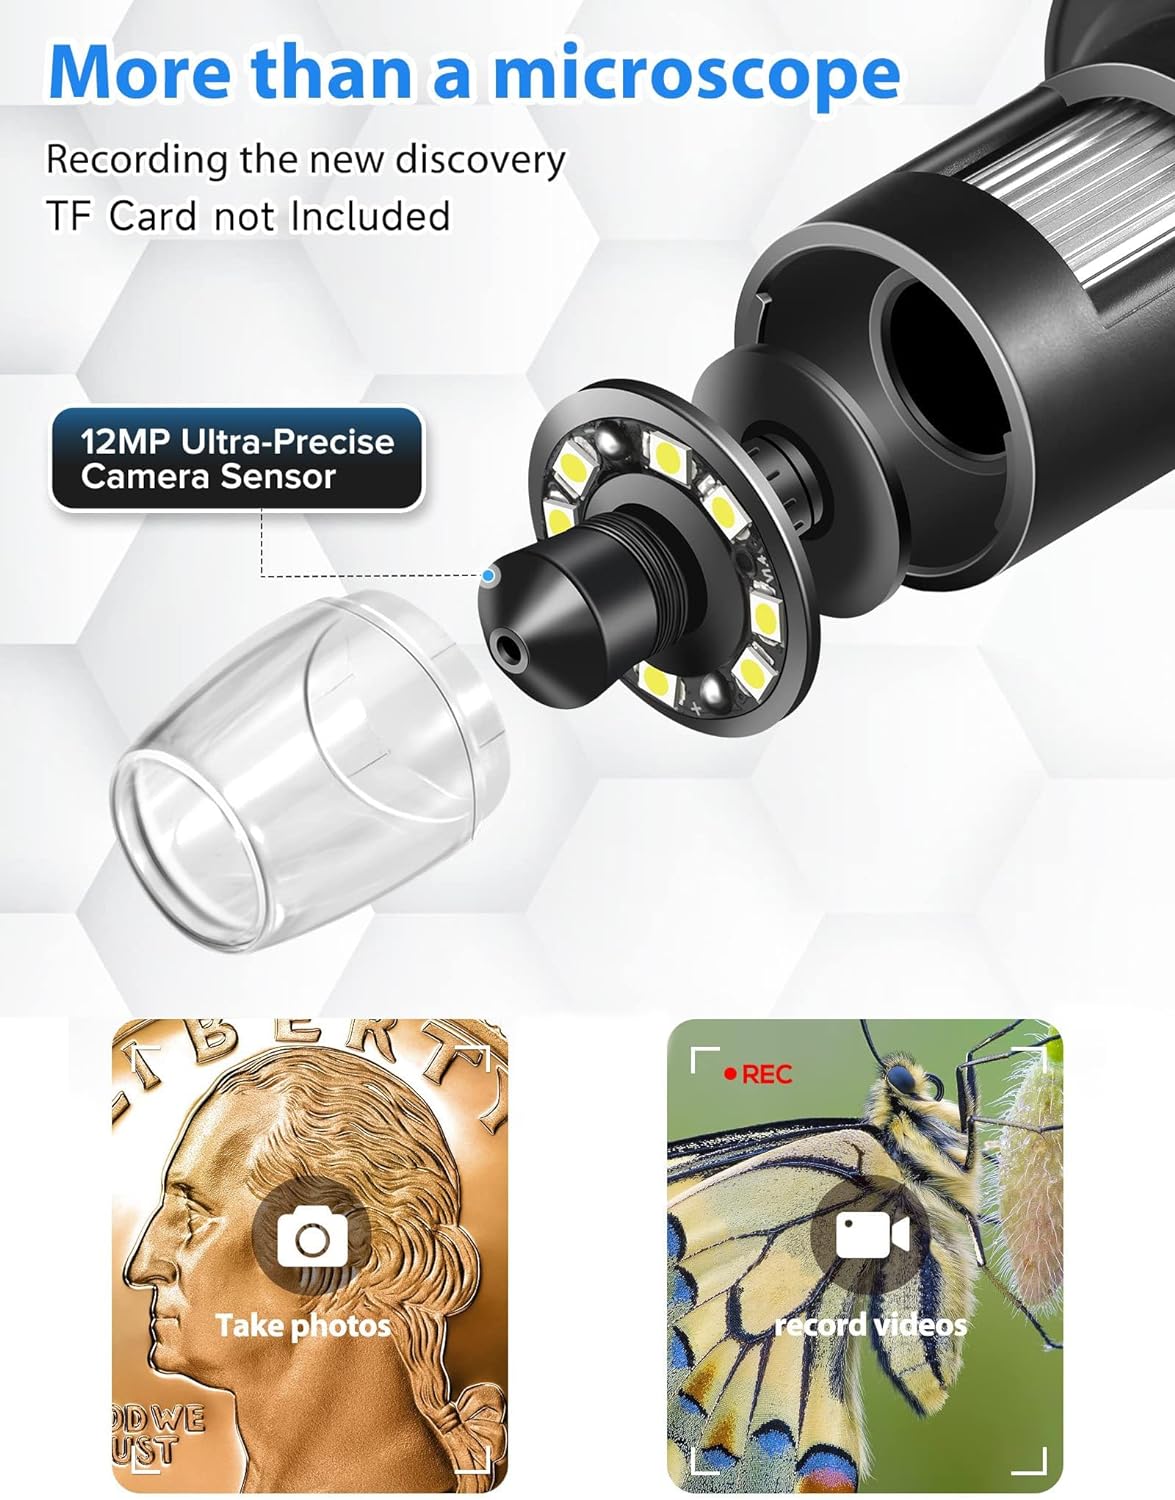 More than a microscope
Recording the new discovery
TF Card not Included
12MP Ultra-Precise
Camera Sensor
LIBERTY
REC
Take photos
record videos
WE